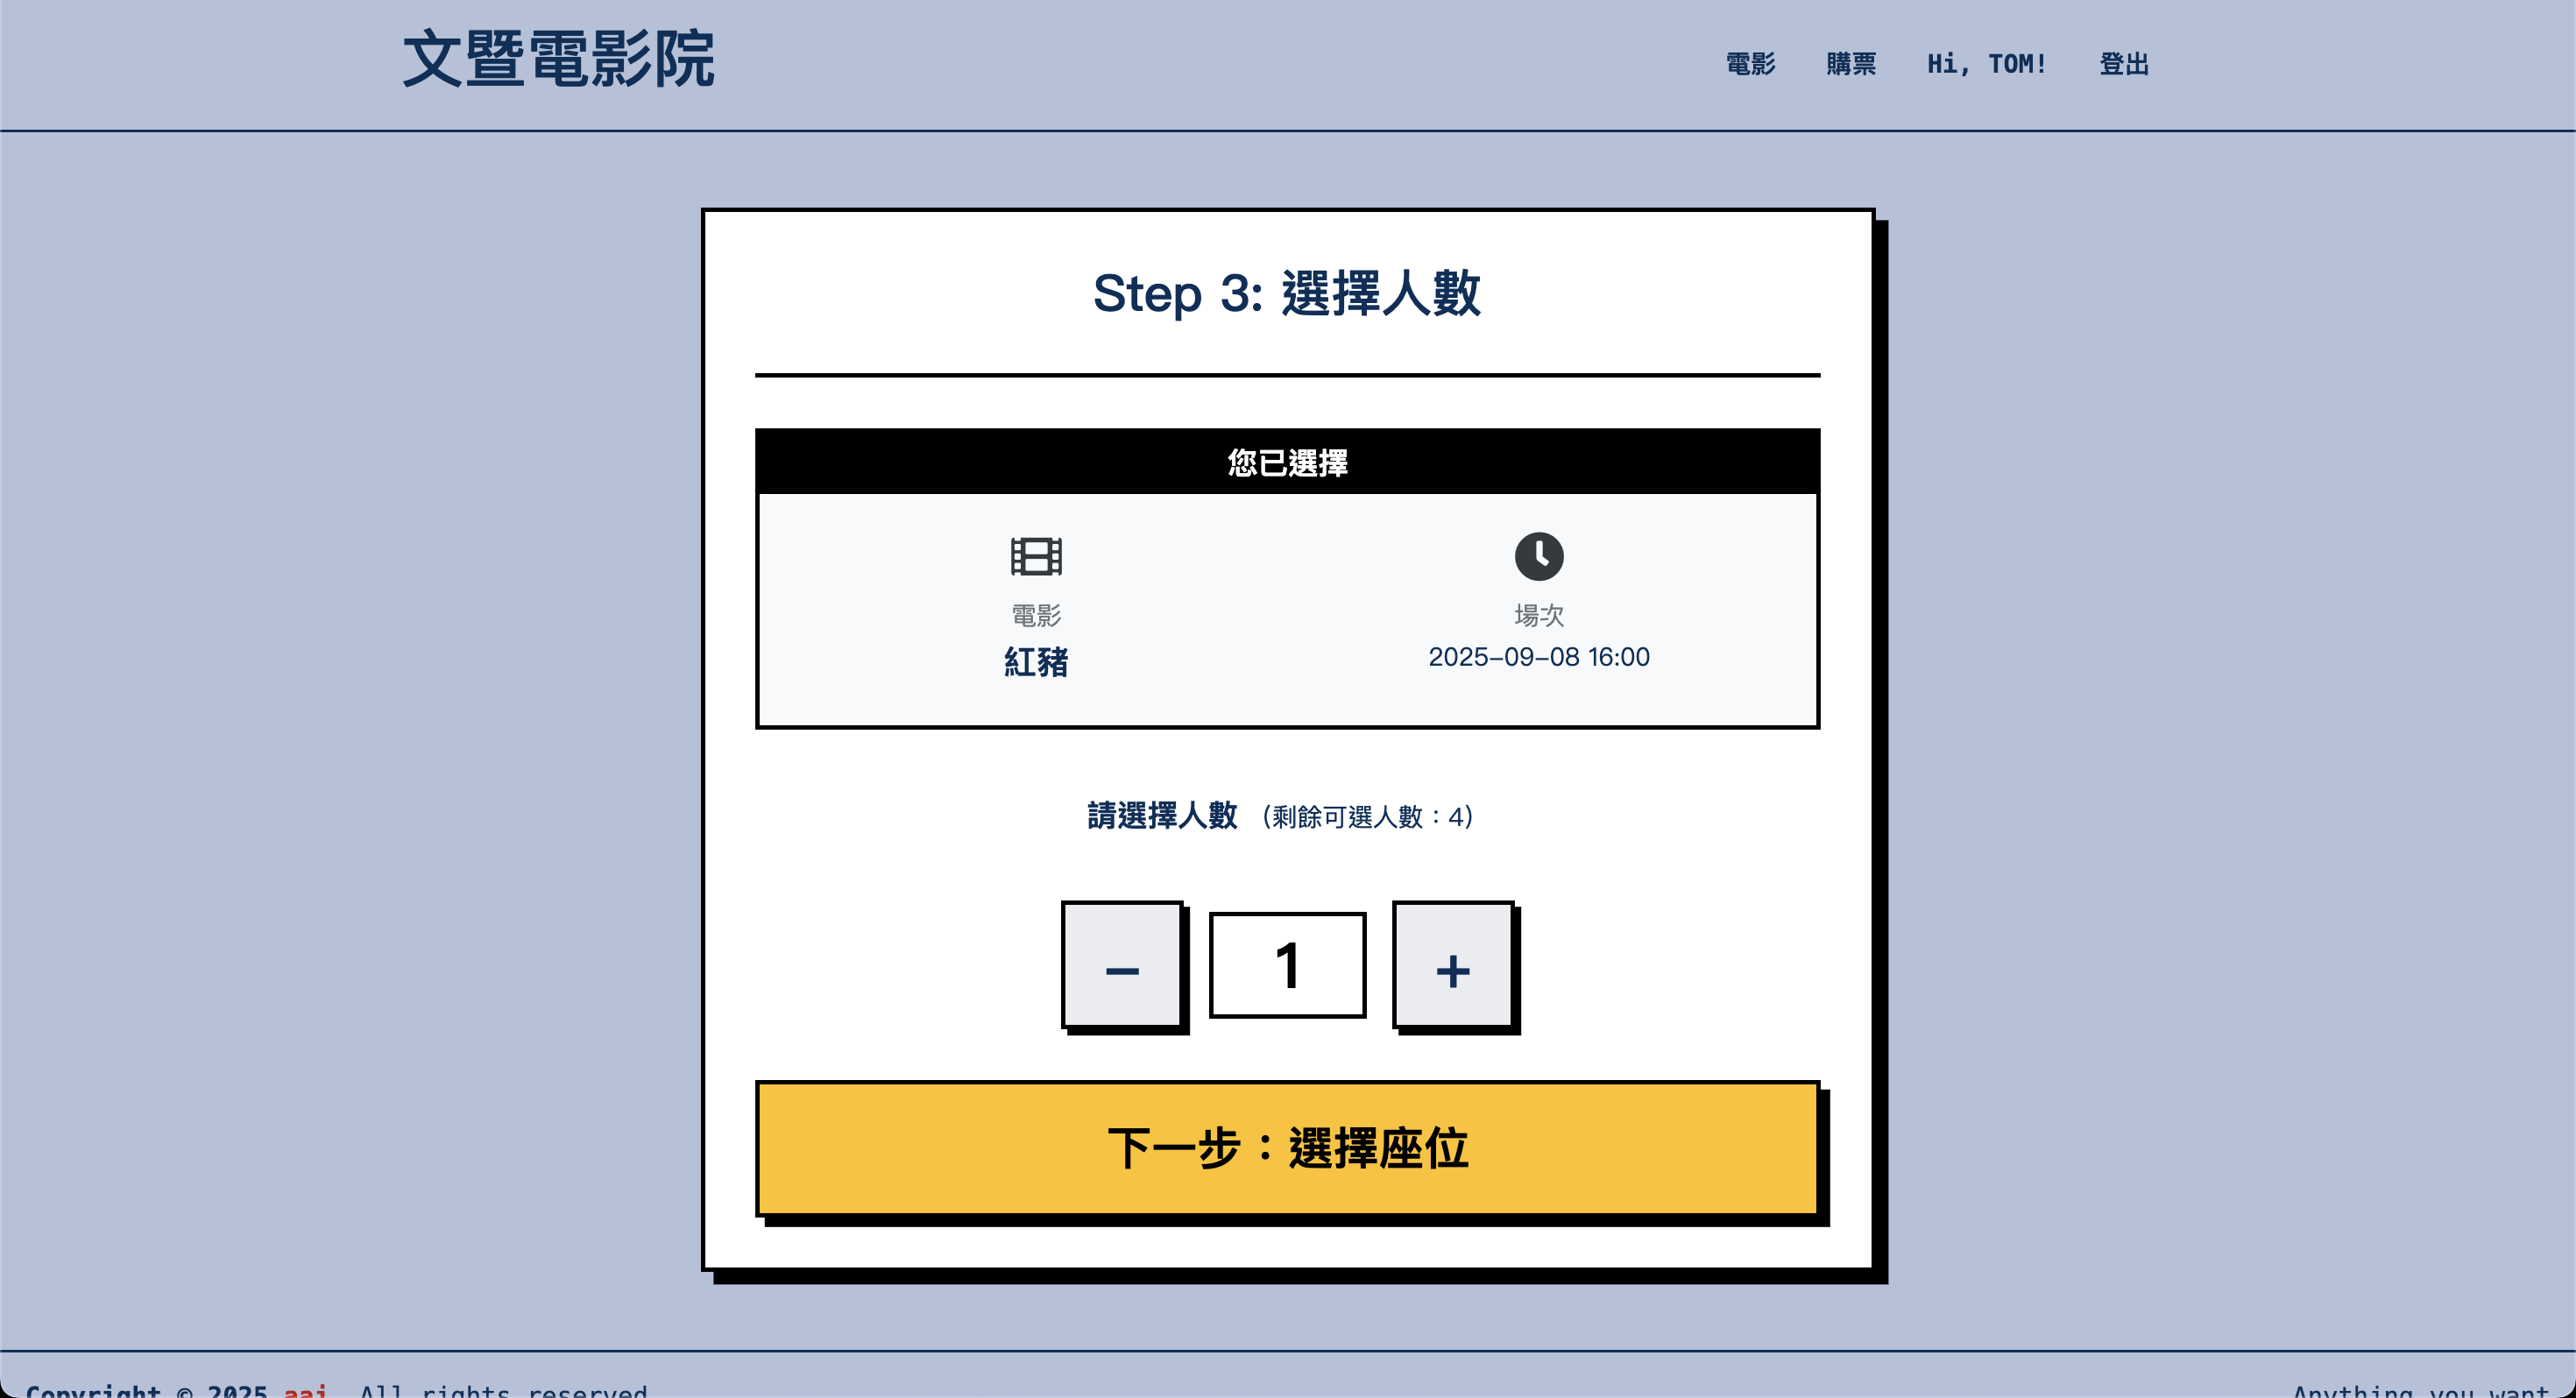 文暨電影院
電影 購票 Hi, TOM! 登出
Step 3: 選擇人數
您已選擇
電影 場次
紅豬 2025-09-08 16:00
請選擇人數 (剩餘可選人數：4)
− 1 +
下一步：選擇座位
Copyright © 2025 aai. All rights reserved.
Anything you want